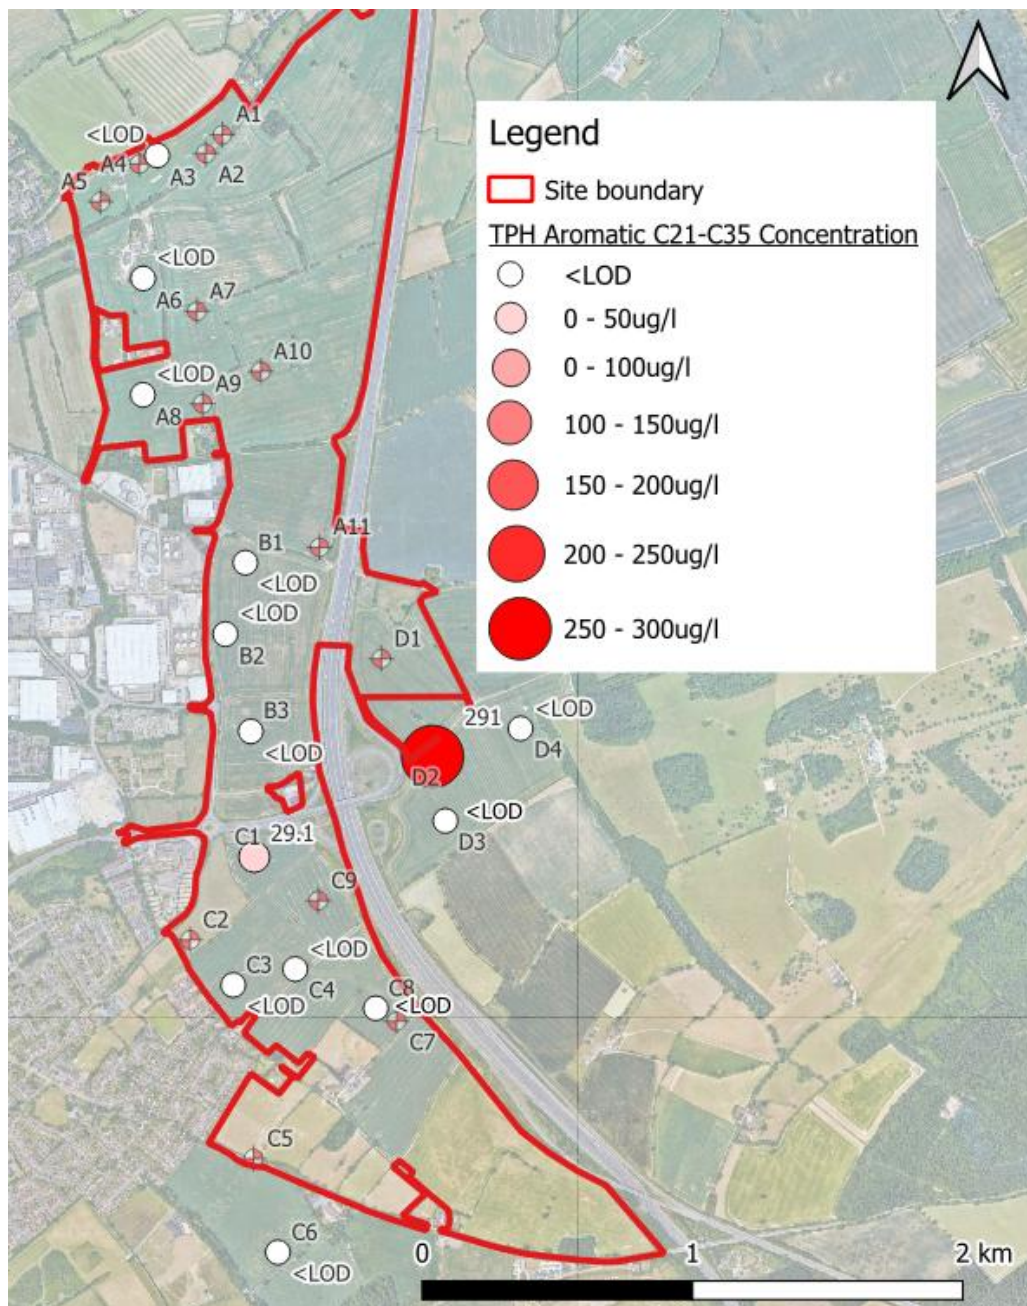 A1
<LOD
A4
A3
A2
A5
Legend
Site boundary
TPH Aromatic C21-C35 Concentration
<LOD
0 - 50ug/l
0 - 100ug/l
100 - 150ug/l
150 - 200ug/l
200 - 250ug/l
250 - 300ug/l
<LOD
A6
A7
A10
<LOD
A9
A8
A11
B1
<LOD
<LOD
B2
D1
B3
<LOD
291
<LOD
D4
D2
<LOD
D3
C1
29.1
C9
C2
<LOD
C3
C4
<LOD
C8
<LOD
C7
C5
C6
<LOD
0
1
2 km